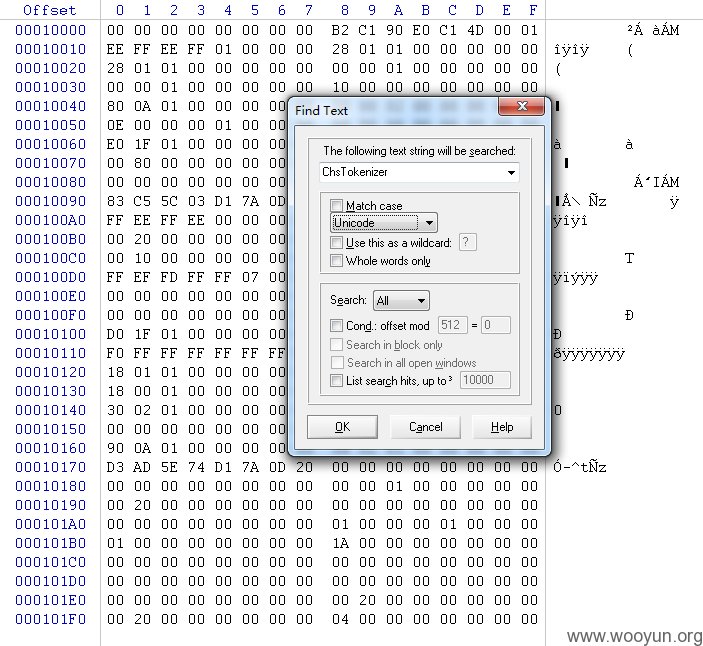 Offset 0 1 2 3 4 5 6 7 8 9 A B C D E F
00010000 00 00 00 00 00 00 00 00 B2 C1 90 E0 C1 4D 00 01 ²Á àÁM
00010010 EE FF EE FF 01 00 00 00 28 01 01 00 00 00 00 00 îÿîÿ (
00010020 28 01 01 00 00 00 00 00 00 00 01 00 00 00 00 00 (
00010030 00 00 01 00 00 00 00 00 10
00010040 80 0A 01 00 00 00 00 00
00010050 0E 00 00 00 01 00 00 00
00010060 E0 1F 01 00 00 00 00 00 à à
00010070 00 80 00 00 00 00 00 00
00010080 00 00 00 00 00 00 00 00 Á´IÁM
00010090 83 C5 5C 03 D1 7A 0D Å\ Ñz ÿ
000100A0 FF EE FF EE 00 00 00 00 ÿîÿî
000100B0 00 20 00 00 00 00 00 00
000100C0 00 10 00 00 00 00 00 00 T
000100D0 FF EF FD FF FF 07 00 00 ÿïýÿÿ
000100E0 00 00 00 00 00 00 00 00
000100F0 00 00 00 00 00 00 00 00 Ð
00010100 D0 1F 01 00 00 00 00 00 Ð
00010110 F0 FF FF FF FF FF FF FF ðÿÿÿÿÿÿÿ
00010120 18 01 01 00 00 00 00 00
00010130 18 00 01 00 00 00 00 00
00010140 30 02 01 00 00 00 00 00 0
00010150 00 00 00 00 00 00 00 00
00010160 90 0A 01 00 00 00 00 00
00010170 D3 AD 5E 74 D1 7A 0D 20 00 00 00 00 00 00 00 00 Ó-^tÑz
00010180 00 00 00 00 00 00 00 00 00 00 01 00 00 00 00 00
00010190 00 20 00 00 00 00 00 00 00 00 00 00 00 00 00 00
000101A0 00 00 00 00 00 00 00 00 01 00 00 00 01 00 00 00
000101B0 01 00 00 00 00 00 00 00 1A 00 00 00 00 00 00 00
000101C0 00 00 00 00 00 00 00 00 00 00 00 00 00 00 00 00
000101D0 00 00 00 00 00 00 00 00 00 00 00 00 00 00 00 00
000101E0 00 00 00 00 00 00 00 00 00 20 00 00 00 00 00 00
000101F0 00 20 00 00 00 00 00 00 04 00 00 00 00 00 00 00
Find Text
The following text string will be searched:
ChsTokenizer
Match case
Unicode
Use this as a wildcard: ?
Whole words only
Search: All
Cond.: offset mod 512 = 0
Search in block only
Search in all open windows
List search hits, up to ³ 10000
OK Cancel Help
www.wooyun.org